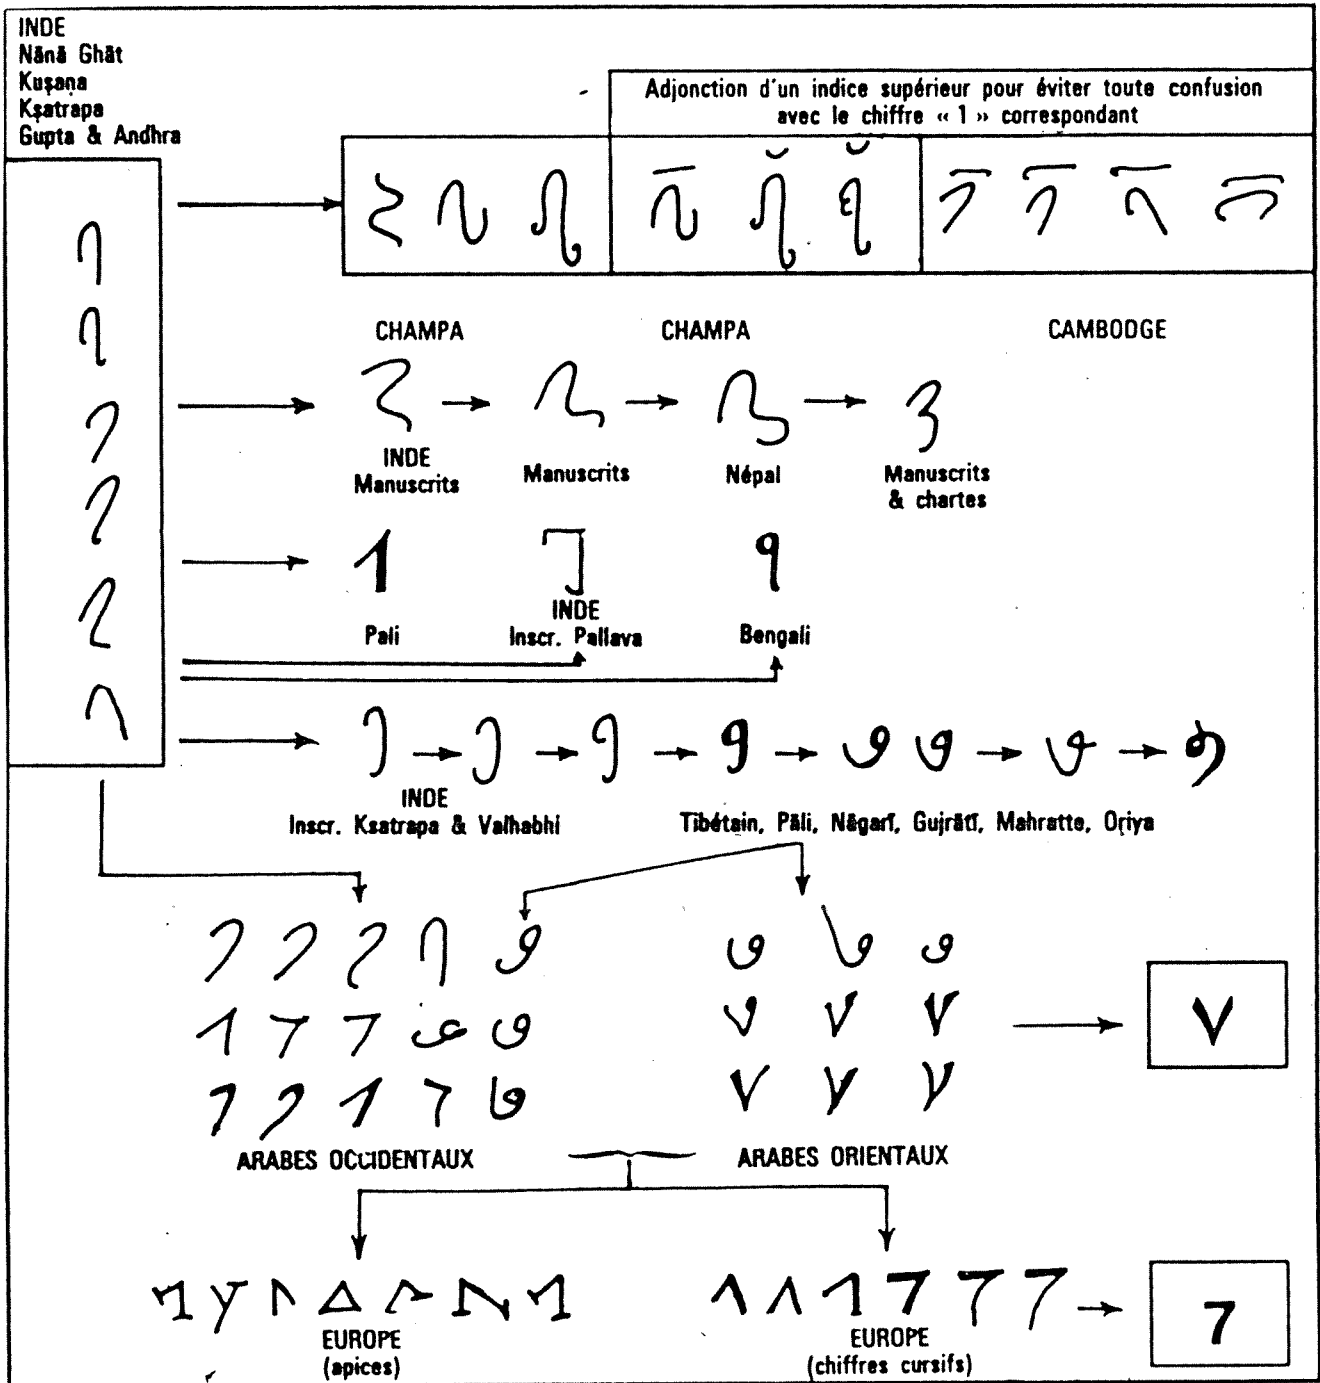 INDE
Nānā Ghāt
Kuṣaṇa
Kṣatrapa
Gupta & Andhra
Adjonction d'un indice supérieur pour éviter toute confusion
avec le chiffre « 1 » correspondant
CHAMPA CHAMPA CAMBODGE
INDE
Manuscrits
Manuscrits
Népal
Manuscrits
& chartes
Pali
INDE
Inscr. Pallava
Bengali
INDE
Inscr. Ksatrapa & Valhabhi
Tibétain, Pāli, Nāgarī, Gujrātī, Mahratte, Oṛiya
ARABES OCCIDENTAUX
ARABES ORIENTAUX
V
EUROPE
(apices)
EUROPE
(chiffres cursifs)
7